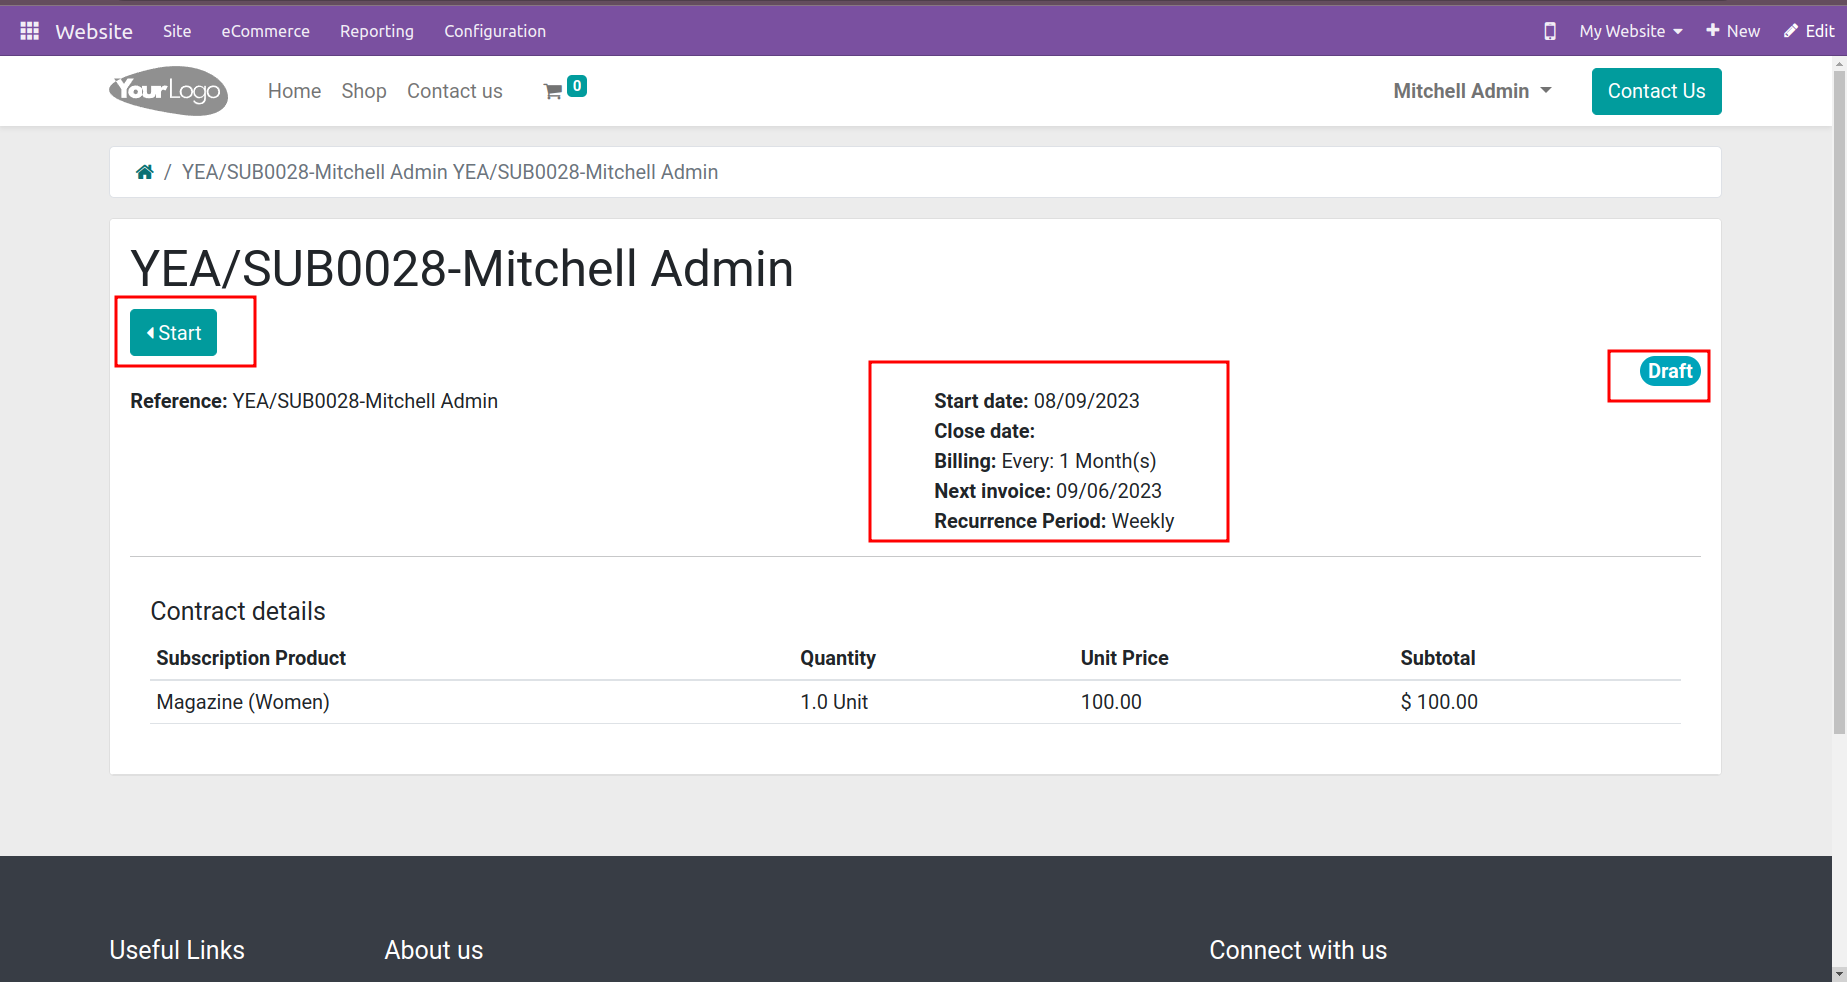 Website Site eCommerce Reporting Configuration My Website New Edit
YourLogo Home Shop Contact us 0 Mitchell Admin Contact Us
/ YEA/SUB0028-Mitchell Admin YEA/SUB0028-Mitchell Admin
YEA/SUB0028-Mitchell Admin
Start
Draft
Reference: YEA/SUB0028-Mitchell Admin
Start date: 08/09/2023
Close date:
Billing: Every: 1 Month(s)
Next invoice: 09/06/2023
Recurrence Period: Weekly
Contract details
Subscription Product Quantity Unit Price Subtotal
Magazine (Women) 1.0 Unit 100.00 $ 100.00
Useful Links About us Connect with us